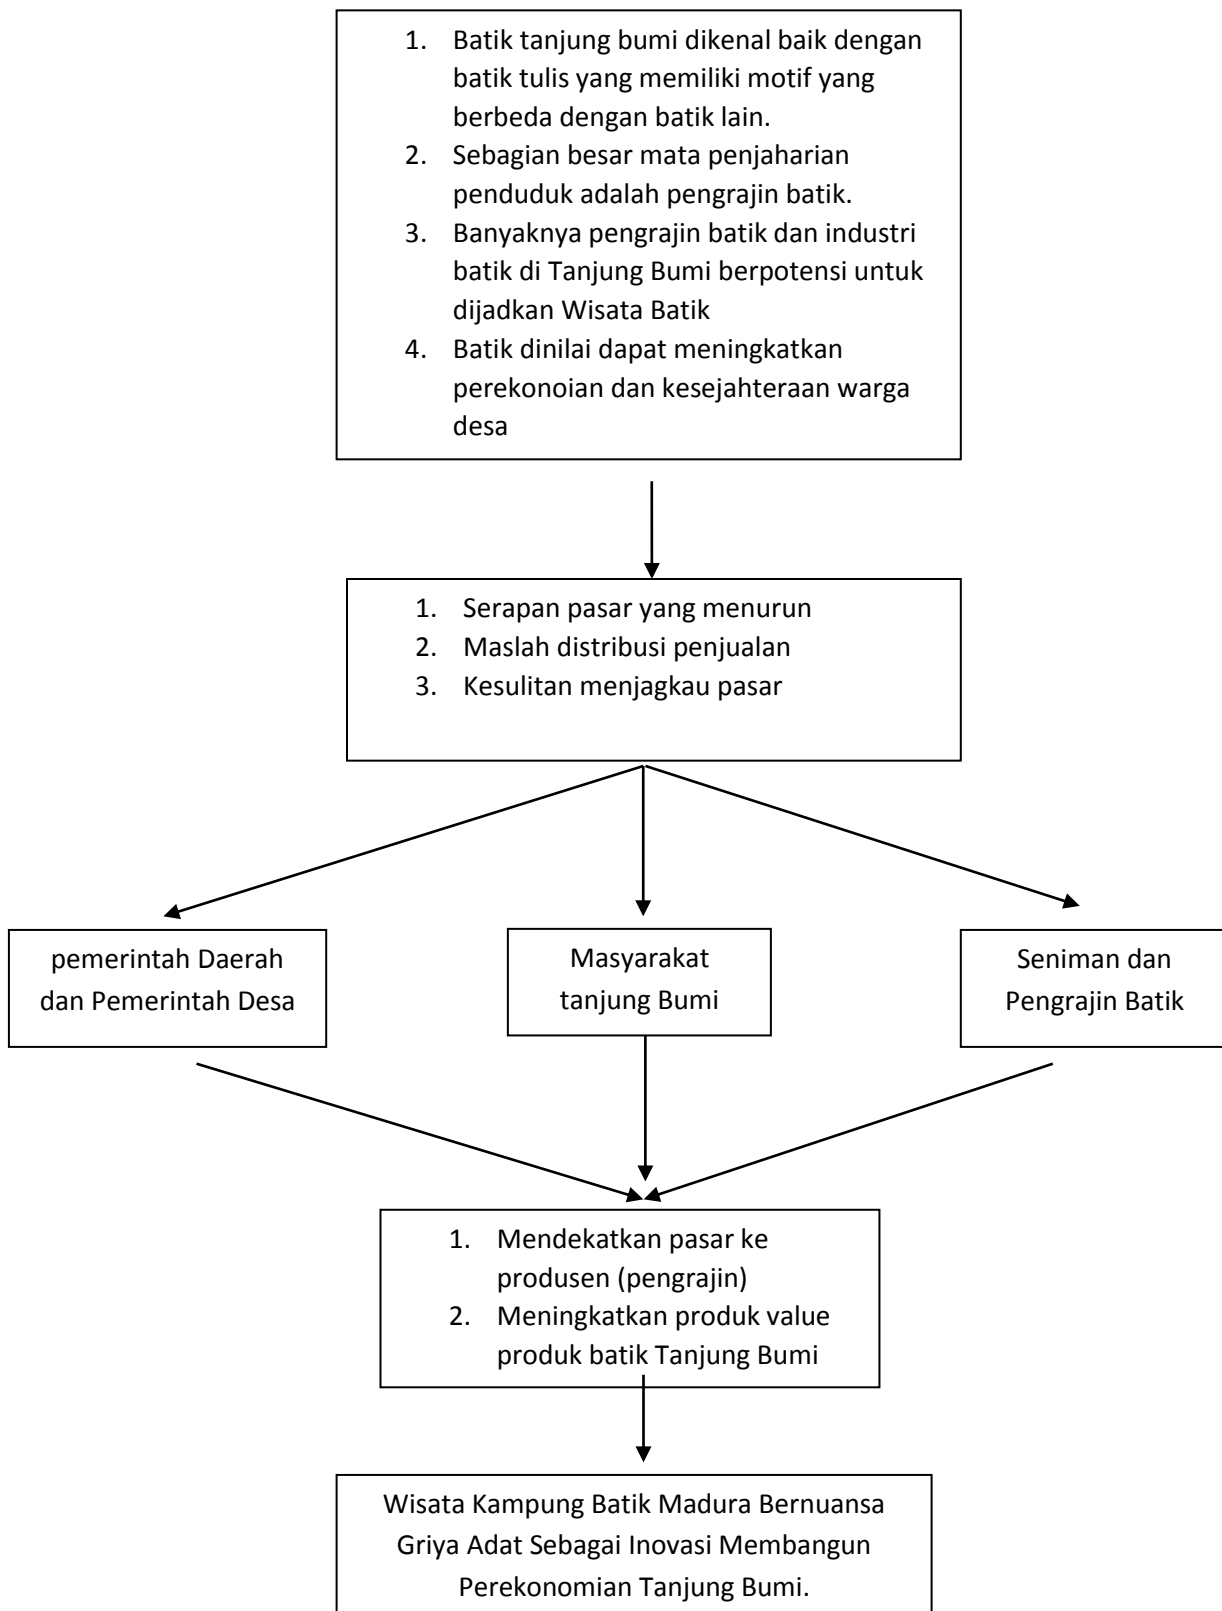 1. Batik tanjung bumi dikenal baik dengan
batik tulis yang memiliki motif yang
berbeda dengan batik lain.
2. Sebagian besar mata penjaharian
penduduk adalah pengrajin batik.
3. Banyaknya pengrajin batik dan industri
batik di Tanjung Bumi berpotensi untuk
dijadkan Wisata Batik
4. Batik dinilai dapat meningkatkan
perekonoian dan kesejahteraan warga
desa
1. Serapan pasar yang menurun
2. Maslah distribusi penjualan
3. Kesulitan menjagkau pasar
pemerintah Daerah
dan Pemerintah Desa
Masyarakat
tanjung Bumi
Seniman dan
Pengrajin Batik
1. Mendekatkan pasar ke
produsen (pengrajin)
2. Meningkatkan produk value
produk batik Tanjung Bumi
Wisata Kampung Batik Madura Bernuansa
Griya Adat Sebagai Inovasi Membangun
Perekonomian Tanjung Bumi.